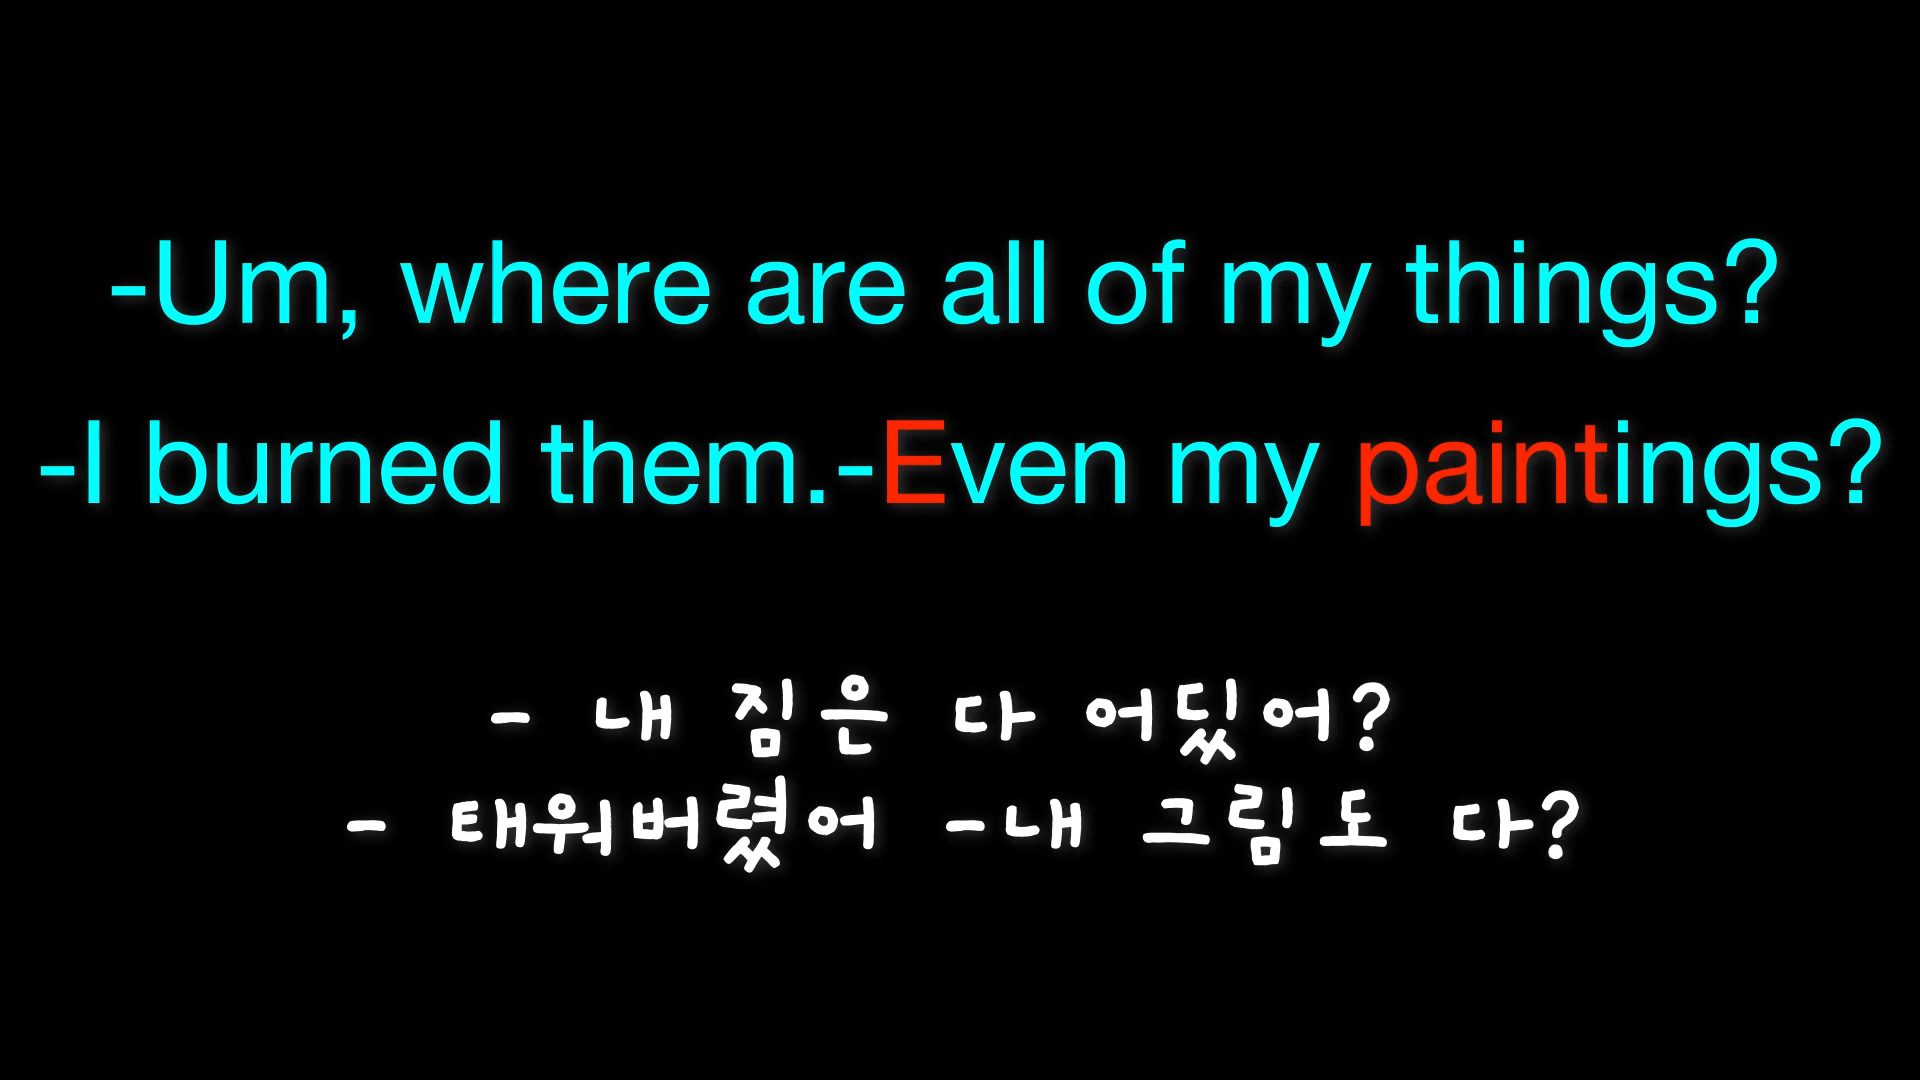 -Um, where are all of my things?
-I burned them.-Even my paintings?
- 내 짐은 다 어딨어?
- 태워버렸어 -내 그림도 다?